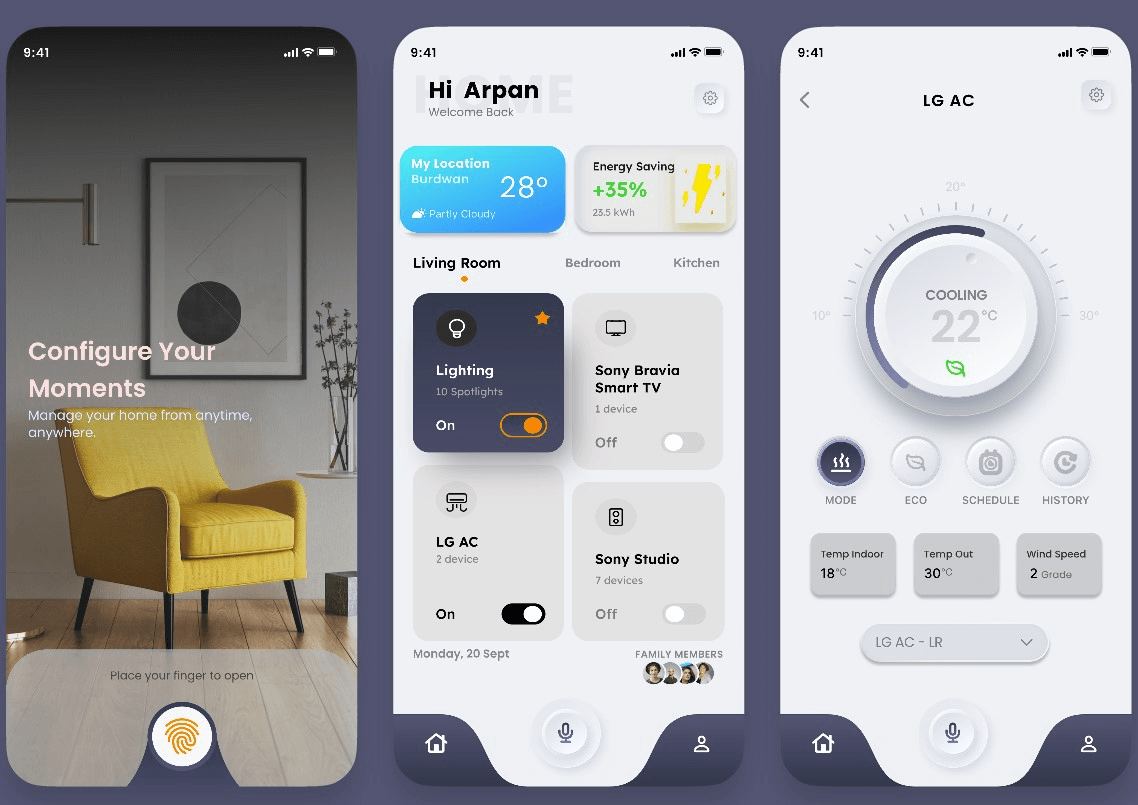 9:41
Configure Your
Moments
Manage your home from anytime,
anywhere.
Place your finger to open
9:41
HOME
Hi Arpan
Welcome Back
My Location
Burdwan
28°
Partly Cloudy
Energy Saving
+35%
23.5 kWh
Living Room
Bedroom
Kitchen
Lighting
10 Spotlights
On
Sony Bravia
Smart TV
1 device
Off
LG AC
2 device
On
Sony Studio
7 devices
Off
Monday, 20 Sept
FAMILY MEMBERS
9:41
LG AC
20°
10°
30°
COOLING
22°C
MODE
ECO
SCHEDULE
HISTORY
Temp Indoor
18°C
Temp Out
30°C
Wind Speed
2 Grade
LG AC - LR